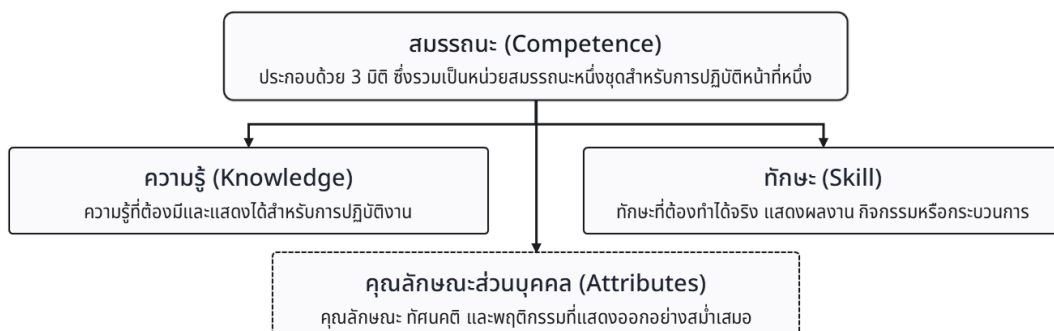 สมรรถนะ (Competence)
ประกอบด้วย 3 มิติ ซึ่งรวมเป็นหน่วยสมรรถนะหนึ่งชุดสำหรับการปฏิบัติหน้าที่หนึ่ง
ความรู้ (Knowledge)
ความรู้ที่ต้องมีและแสดงได้สำหรับการปฏิบัติงาน
ทักษะ (Skill)
ทักษะที่ต้องทำได้จริง แสดงผลงาน กิจกรรมหรือกระบวนการ
คุณลักษณะส่วนบุคคล (Attributes)
คุณลักษณะ ทัศนคติ และพฤติกรรมที่แสดงออกอย่างสม่ำเสมอ